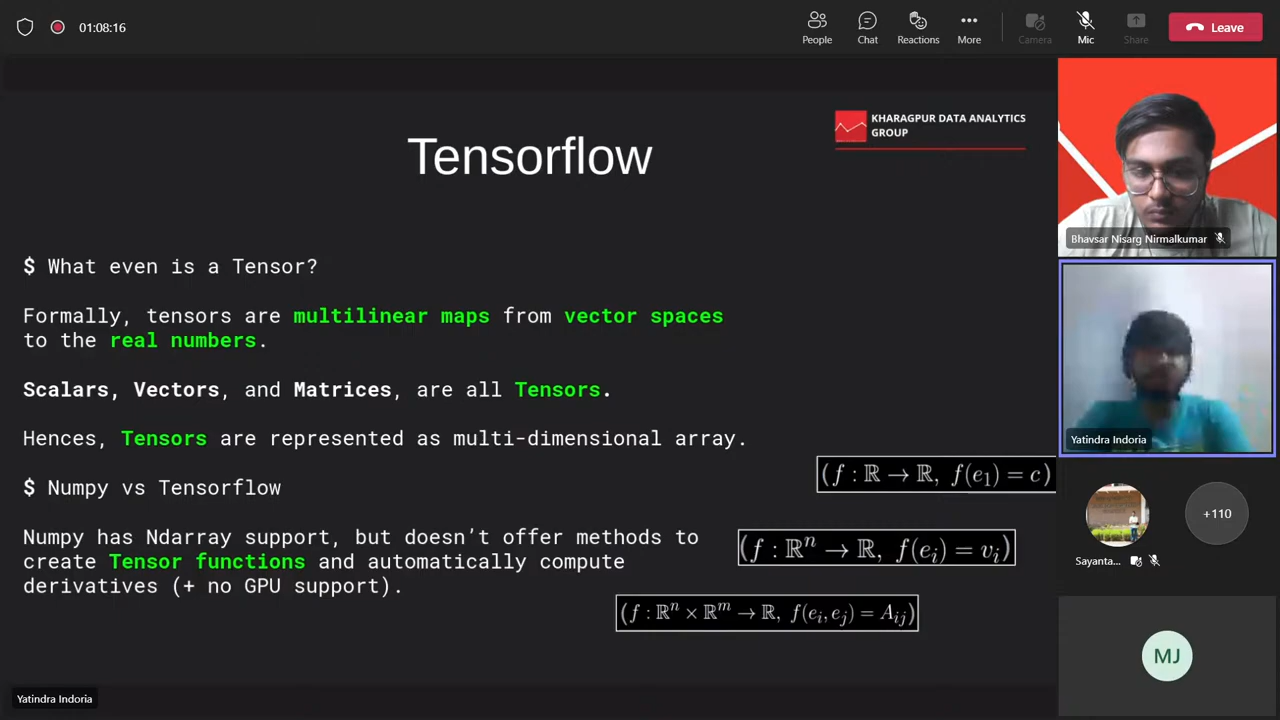 01:08:16
People
Chat
Reactions
More
Camera
Mic
Share
Leave
KHARAGPUR DATA ANALYTICS
GROUP
Tensorflow
$ What even is a Tensor?
Formally, tensors are multilinear maps from vector spaces
to the real numbers.
Scalars, Vectors, and Matrices, are all Tensors.
Hences, Tensors are represented as multi-dimensional array.
(f : ℝ → ℝ, f(e₁) = c)
$ Numpy vs Tensorflow
Numpy has Ndarray support, but doesn't offer methods to
create Tensor functions and automatically compute
derivatives (+ no GPU support).
(f : ℝⁿ → ℝ, f(eᵢ) = vᵢ)
(f : ℝⁿ × ℝᵐ → ℝ, f(eᵢ, eⱼ) = Aᵢⱼ)
Yatindra Indoria
Bhavsar Nisarg Nirmalkumar
Yatindra Indoria
+110
Sayanta...
MJ